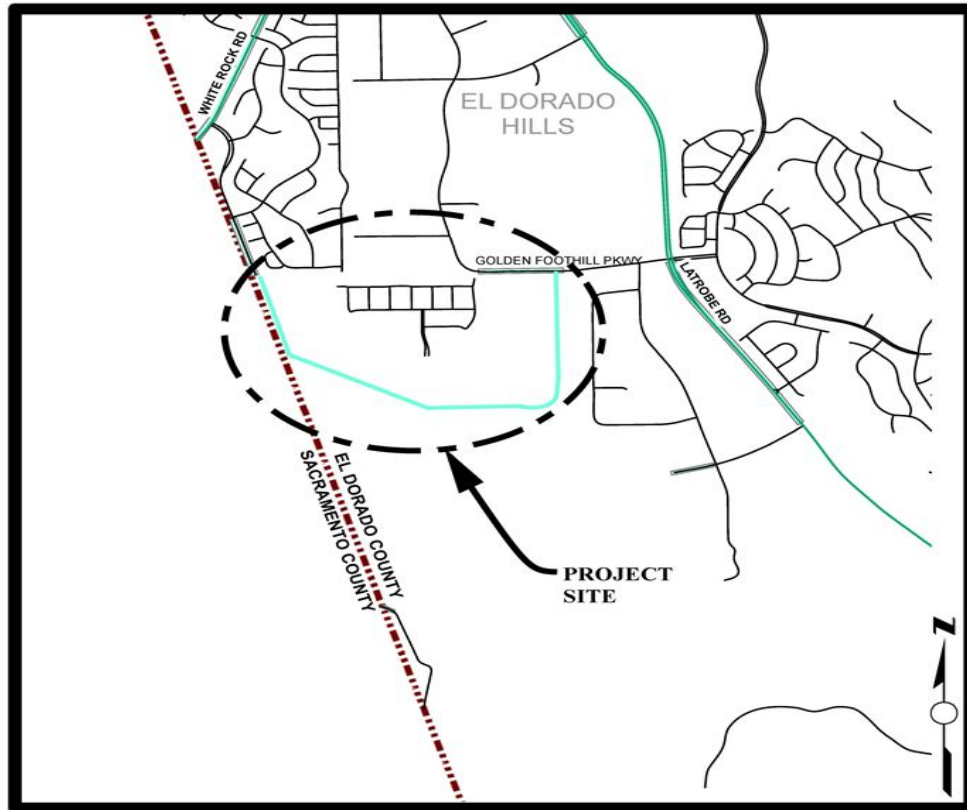 WHITE ROCK RD
EL DORADO
HILLS
GOLDEN FOOTHILL PKWY
LATROBE RD
EL DORADO COUNTY
SACRAMENTO COUNTY
PROJECT
SITE
N